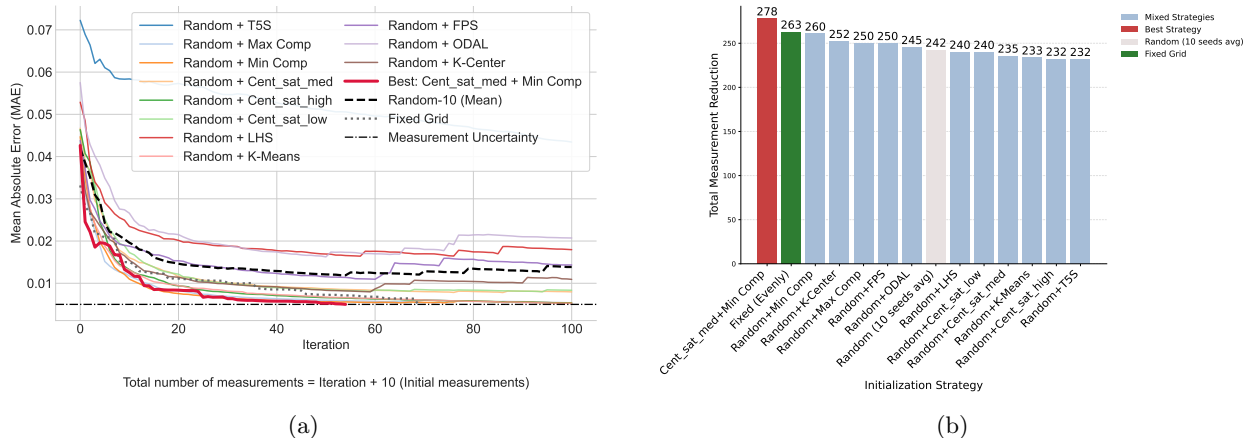 0.07
0.06
0.05
0.04
0.03
0.02
0.01
Mean Absolute Error (MAE)
Random + T5S
Random + Max Comp
Random + Min Comp
Random + Cent_sat_med
Random + Cent_sat_high
Random + Cent_sat_low
Random + LHS
Random + K-Means
Random + FPS
Random + ODAL
Random + K-Center
Best: Cent_sat_med + Min Comp
Random-10 (Mean)
Fixed Grid
Measurement Uncertainty
0 20 40 60 80 100
Iteration
Total number of measurements = Iteration + 10 (Initial measurements)
(a)
Total Measurement Reduction
250
200
150
100
50
0
278 263 260 252 250 250 245 242 240 240 235 233 232 232
Mixed Strategies
Best Strategy
Random (10 seeds avg)
Fixed Grid
Cent_sat_med+Min Comp
Fixed (Evenly)
Random+Min Comp
Random+K-Center
Random+Max Comp
Random+FPS
Random+ODAL
Random (10 seeds avg)
Random+LHS
Random+Cent_sat_low
Random+Cent_sat_med
Random+K-Means
Random+Cent_sat_high
Random+T5S
Initialization Strategy
(b)